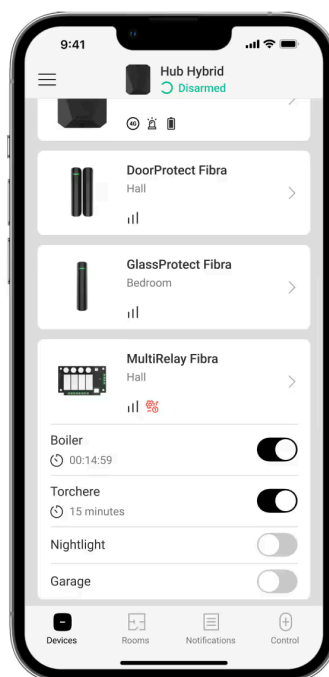 9:41
Hub Hybrid
Disarmed
4G
DoorProtect Fibra
Hall
GlassProtect Fibra
Bedroom
MultiRelay Fibra
Hall
Boiler
00:14:59
Torchere
15 minutes
Nightlight
Garage
Devices
Rooms
Notifications
Control